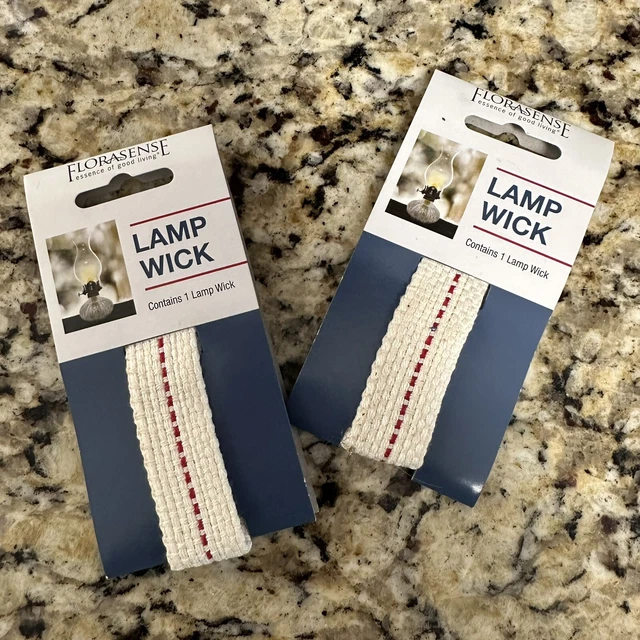 FLORASENSE
essence of good living
LAMP
WICK
Contains 1 Lamp Wick
FLORASENSE
essence of good living
LAMP
WICK
Contains 1 Lamp Wick